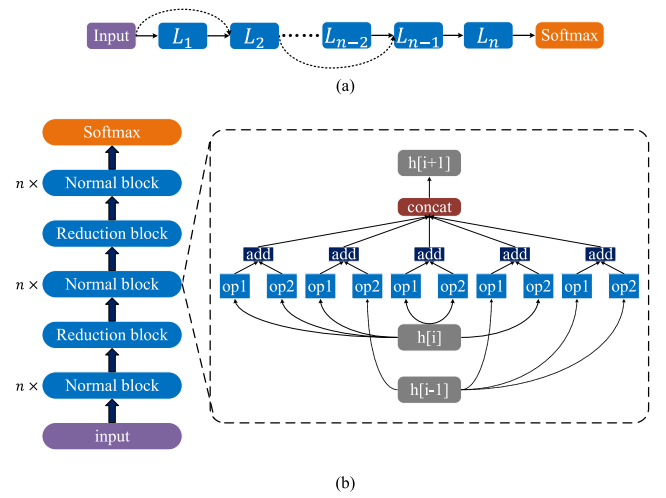 Input L₁ L₂ Lₙ₋₂ Lₙ₋₁ Lₙ Softmax
(a)
Softmax
n × Normal block
Reduction block
n × Normal block
Reduction block
n × Normal block
input
h[i+1]
concat
add add add add add
op1 op2 op1 op2 op1 op2 op1 op2 op1 op2
h[i]
h[i-1]
(b)